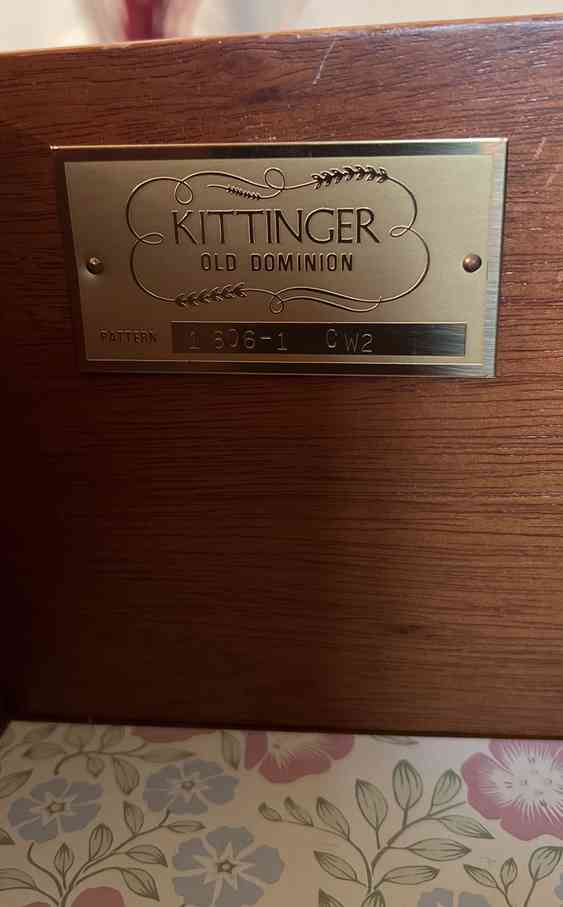 KITTINGER
OLD DOMINION
PATTERN 1 606-1 CW2